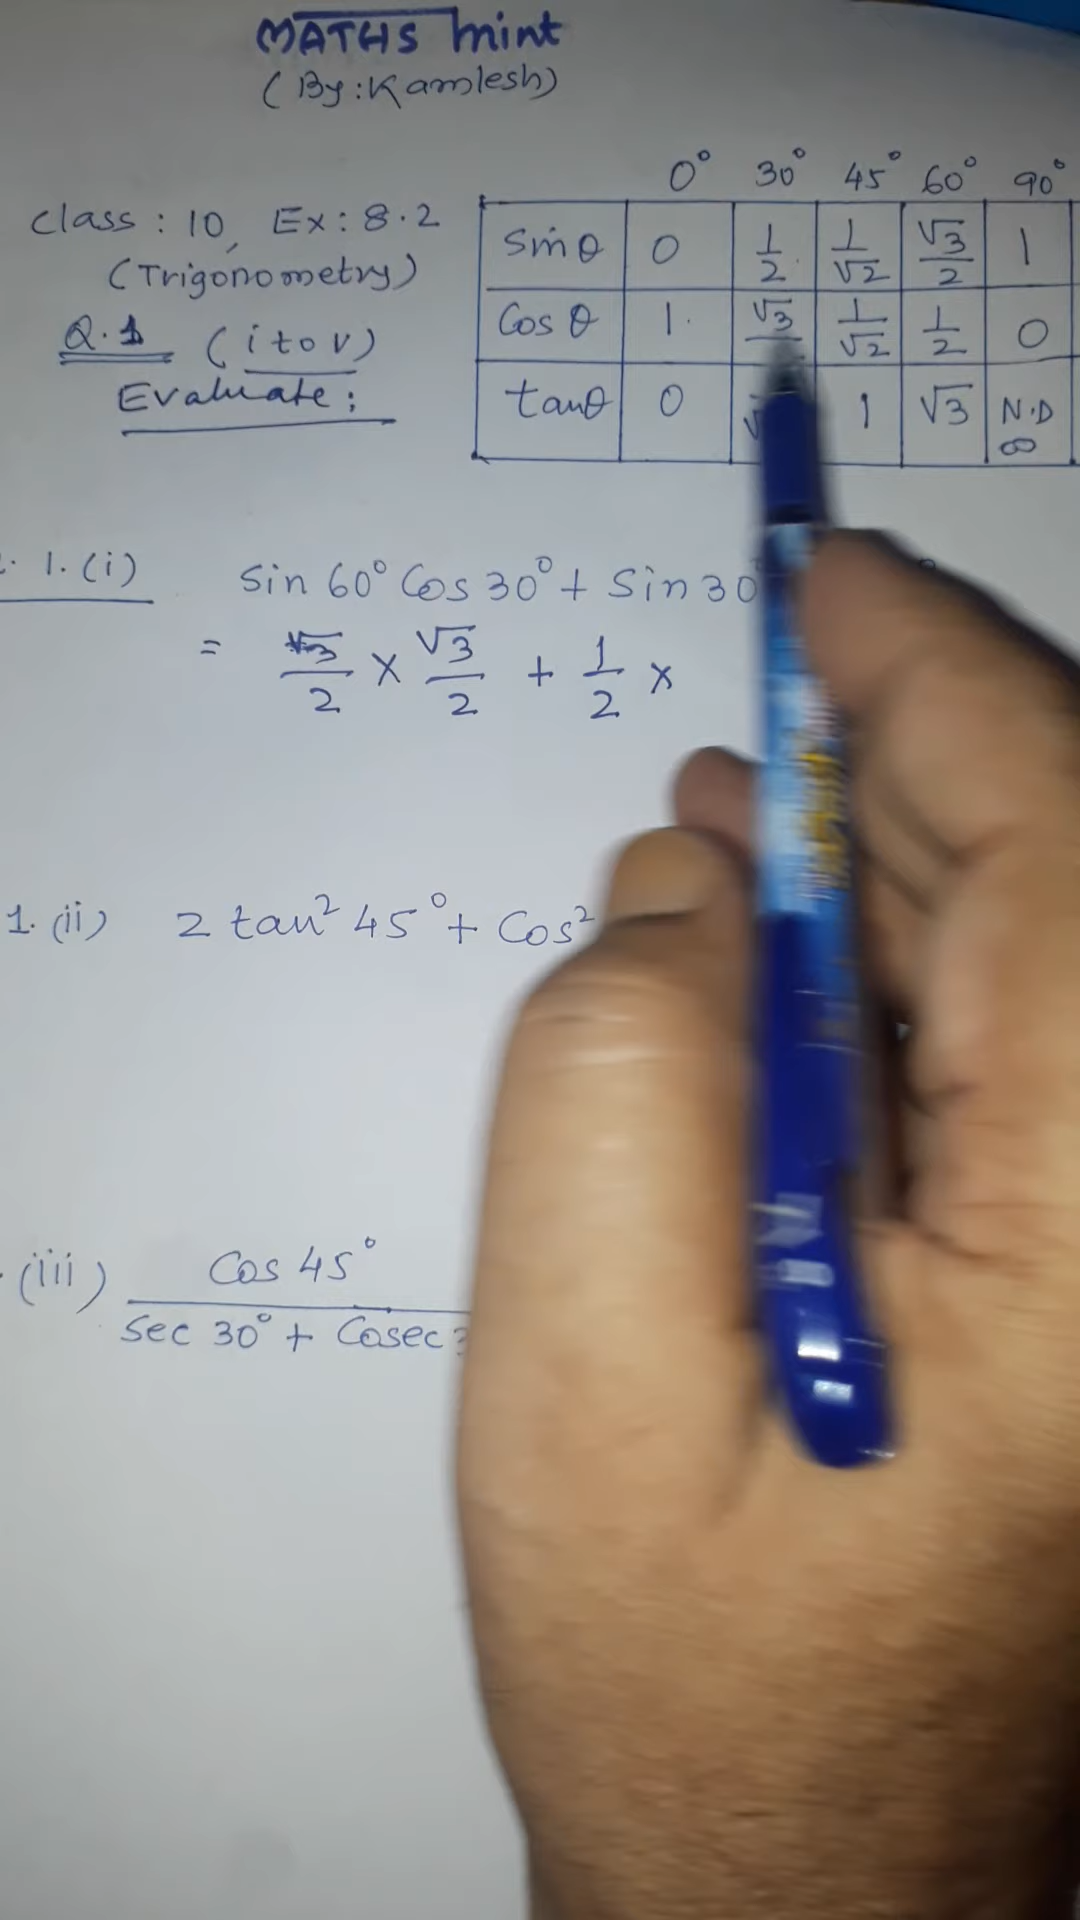 MATHS mint
(By: Kamlesh)
0° 30° 45° 60° 90°
sinθ 0 1/2 1/√2 √3/2 1
Cosθ 1 √3 1/√2 1/2 0
tanθ 0 1 √3 N.D ∞
class: 10, Ex: 8.2
(Trigonometry)
Q.1 (i to v)
Evaluate:
1.(i) Sin 60° Cos 30° + Sin 30
= √3/2 × √3/2 + 1/2 ×
1. (ii) 2 tan² 45° + Cos²
(iii) Cos 45°
Sec 30° + Cosec